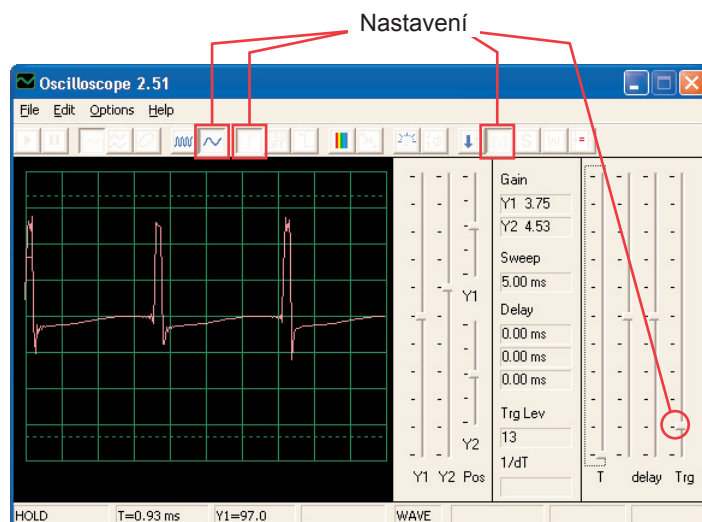 Nastavení
Oscilloscope 2.51
File Edit Options Help
Gain
Y1 3.75
Y2 4.53
Sweep
5.00 ms
Y1
Delay
0.00 ms
0.00 ms
0.00 ms
Trg Lev
13
Y2
1/dT
Y1 Y2 Pos
T delay Trg
HOLD T=0.93 ms Y1=97.0 WAVE